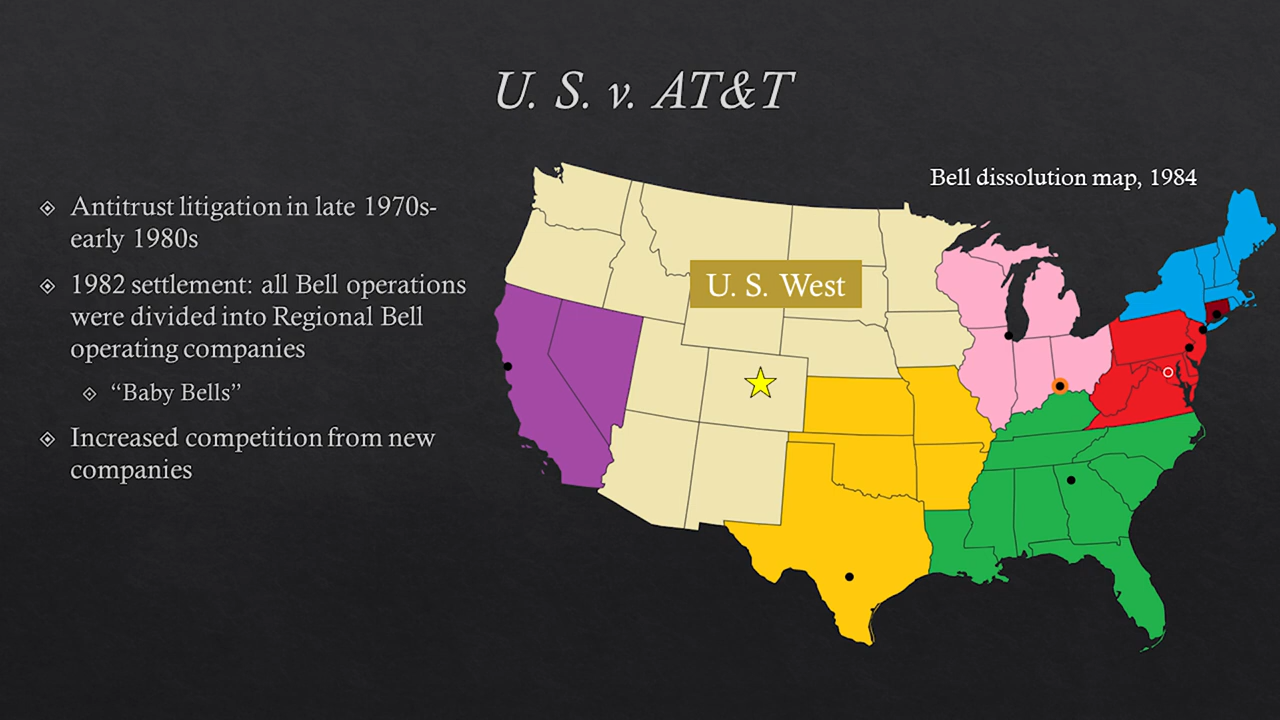 U. S. v. AT&T
Bell dissolution map, 1984
Antitrust litigation in late 1970s-
early 1980s
1982 settlement: all Bell operations
were divided into Regional Bell
operating companies
“Baby Bells”
Increased competition from new
companies
U. S. West